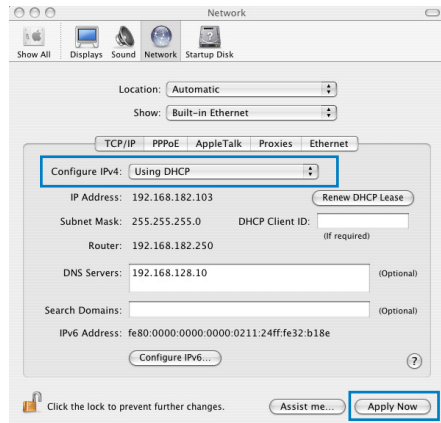 Network
Show All Displays Sound Network Startup Disk
Location: Automatic
Show: Built-in Ethernet
TCP/IP PPPoE AppleTalk Proxies Ethernet
Configure IPv4: Using DHCP
IP Address: 192.168.182.103 Renew DHCP Lease
Subnet Mask: 255.255.255.0 DHCP Client ID:
(If required)
Router: 192.168.182.250
DNS Servers: 192.168.128.10 (Optional)
Search Domains: (Optional)
IPv6 Address: fe80:0000:0000:0000:0211:24ff:fe32:b18e
Configure IPv6... ?
Click the lock to prevent further changes. Assist me... Apply Now